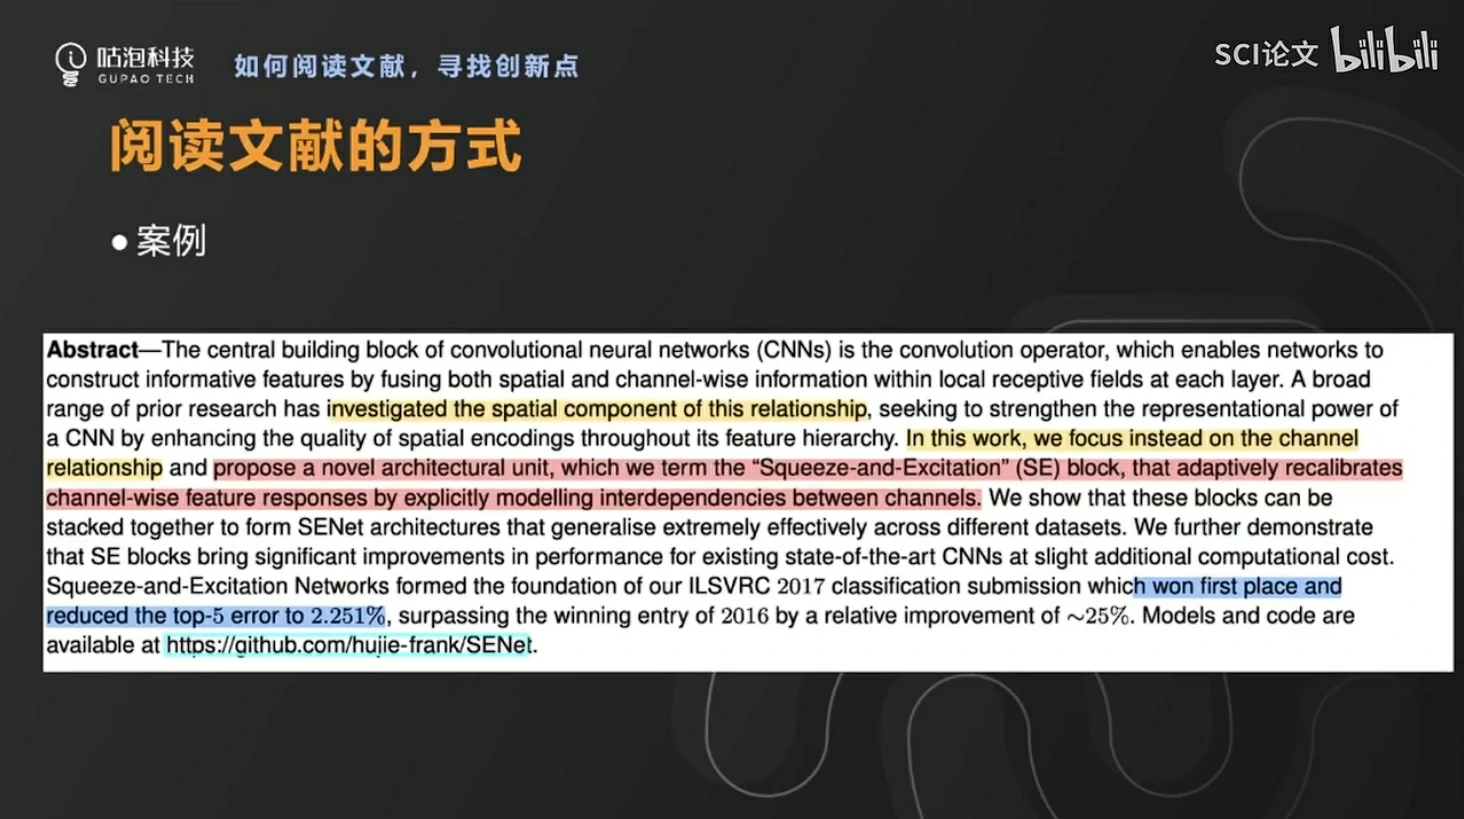 咕泡科技
GUPAO TECH
如何阅读文献，寻找创新点
SCI论文 bilibili
阅读文献的方式
● 案例
Abstract—The central building block of convolutional neural networks (CNNs) is the convolution operator, which enables networks to
construct informative features by fusing both spatial and channel-wise information within local receptive fields at each layer. A broad
range of prior research has investigated the spatial component of this relationship, seeking to strengthen the representational power of
a CNN by enhancing the quality of spatial encodings throughout its feature hierarchy. In this work, we focus instead on the channel
relationship and propose a novel architectural unit, which we term the “Squeeze-and-Excitation” (SE) block, that adaptively recalibrates
channel-wise feature responses by explicitly modelling interdependencies between channels. We show that these blocks can be
stacked together to form SENet architectures that generalise extremely effectively across different datasets. We further demonstrate
that SE blocks bring significant improvements in performance for existing state-of-the-art CNNs at slight additional computational cost.
Squeeze-and-Excitation Networks formed the foundation of our ILSVRC 2017 classification submission which won first place and
reduced the top-5 error to 2.251%, surpassing the winning entry of 2016 by a relative improvement of ~25%. Models and code are
available at https://github.com/hujie-frank/SENet.